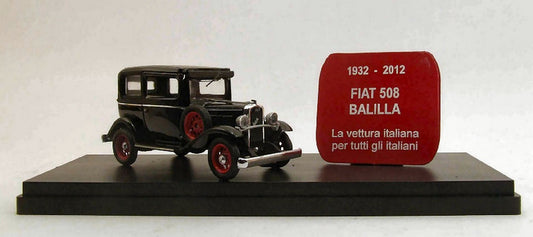 1932 - 2012
FIAT 508
BALILLA
La vettura italiana
per tutti gli italiani